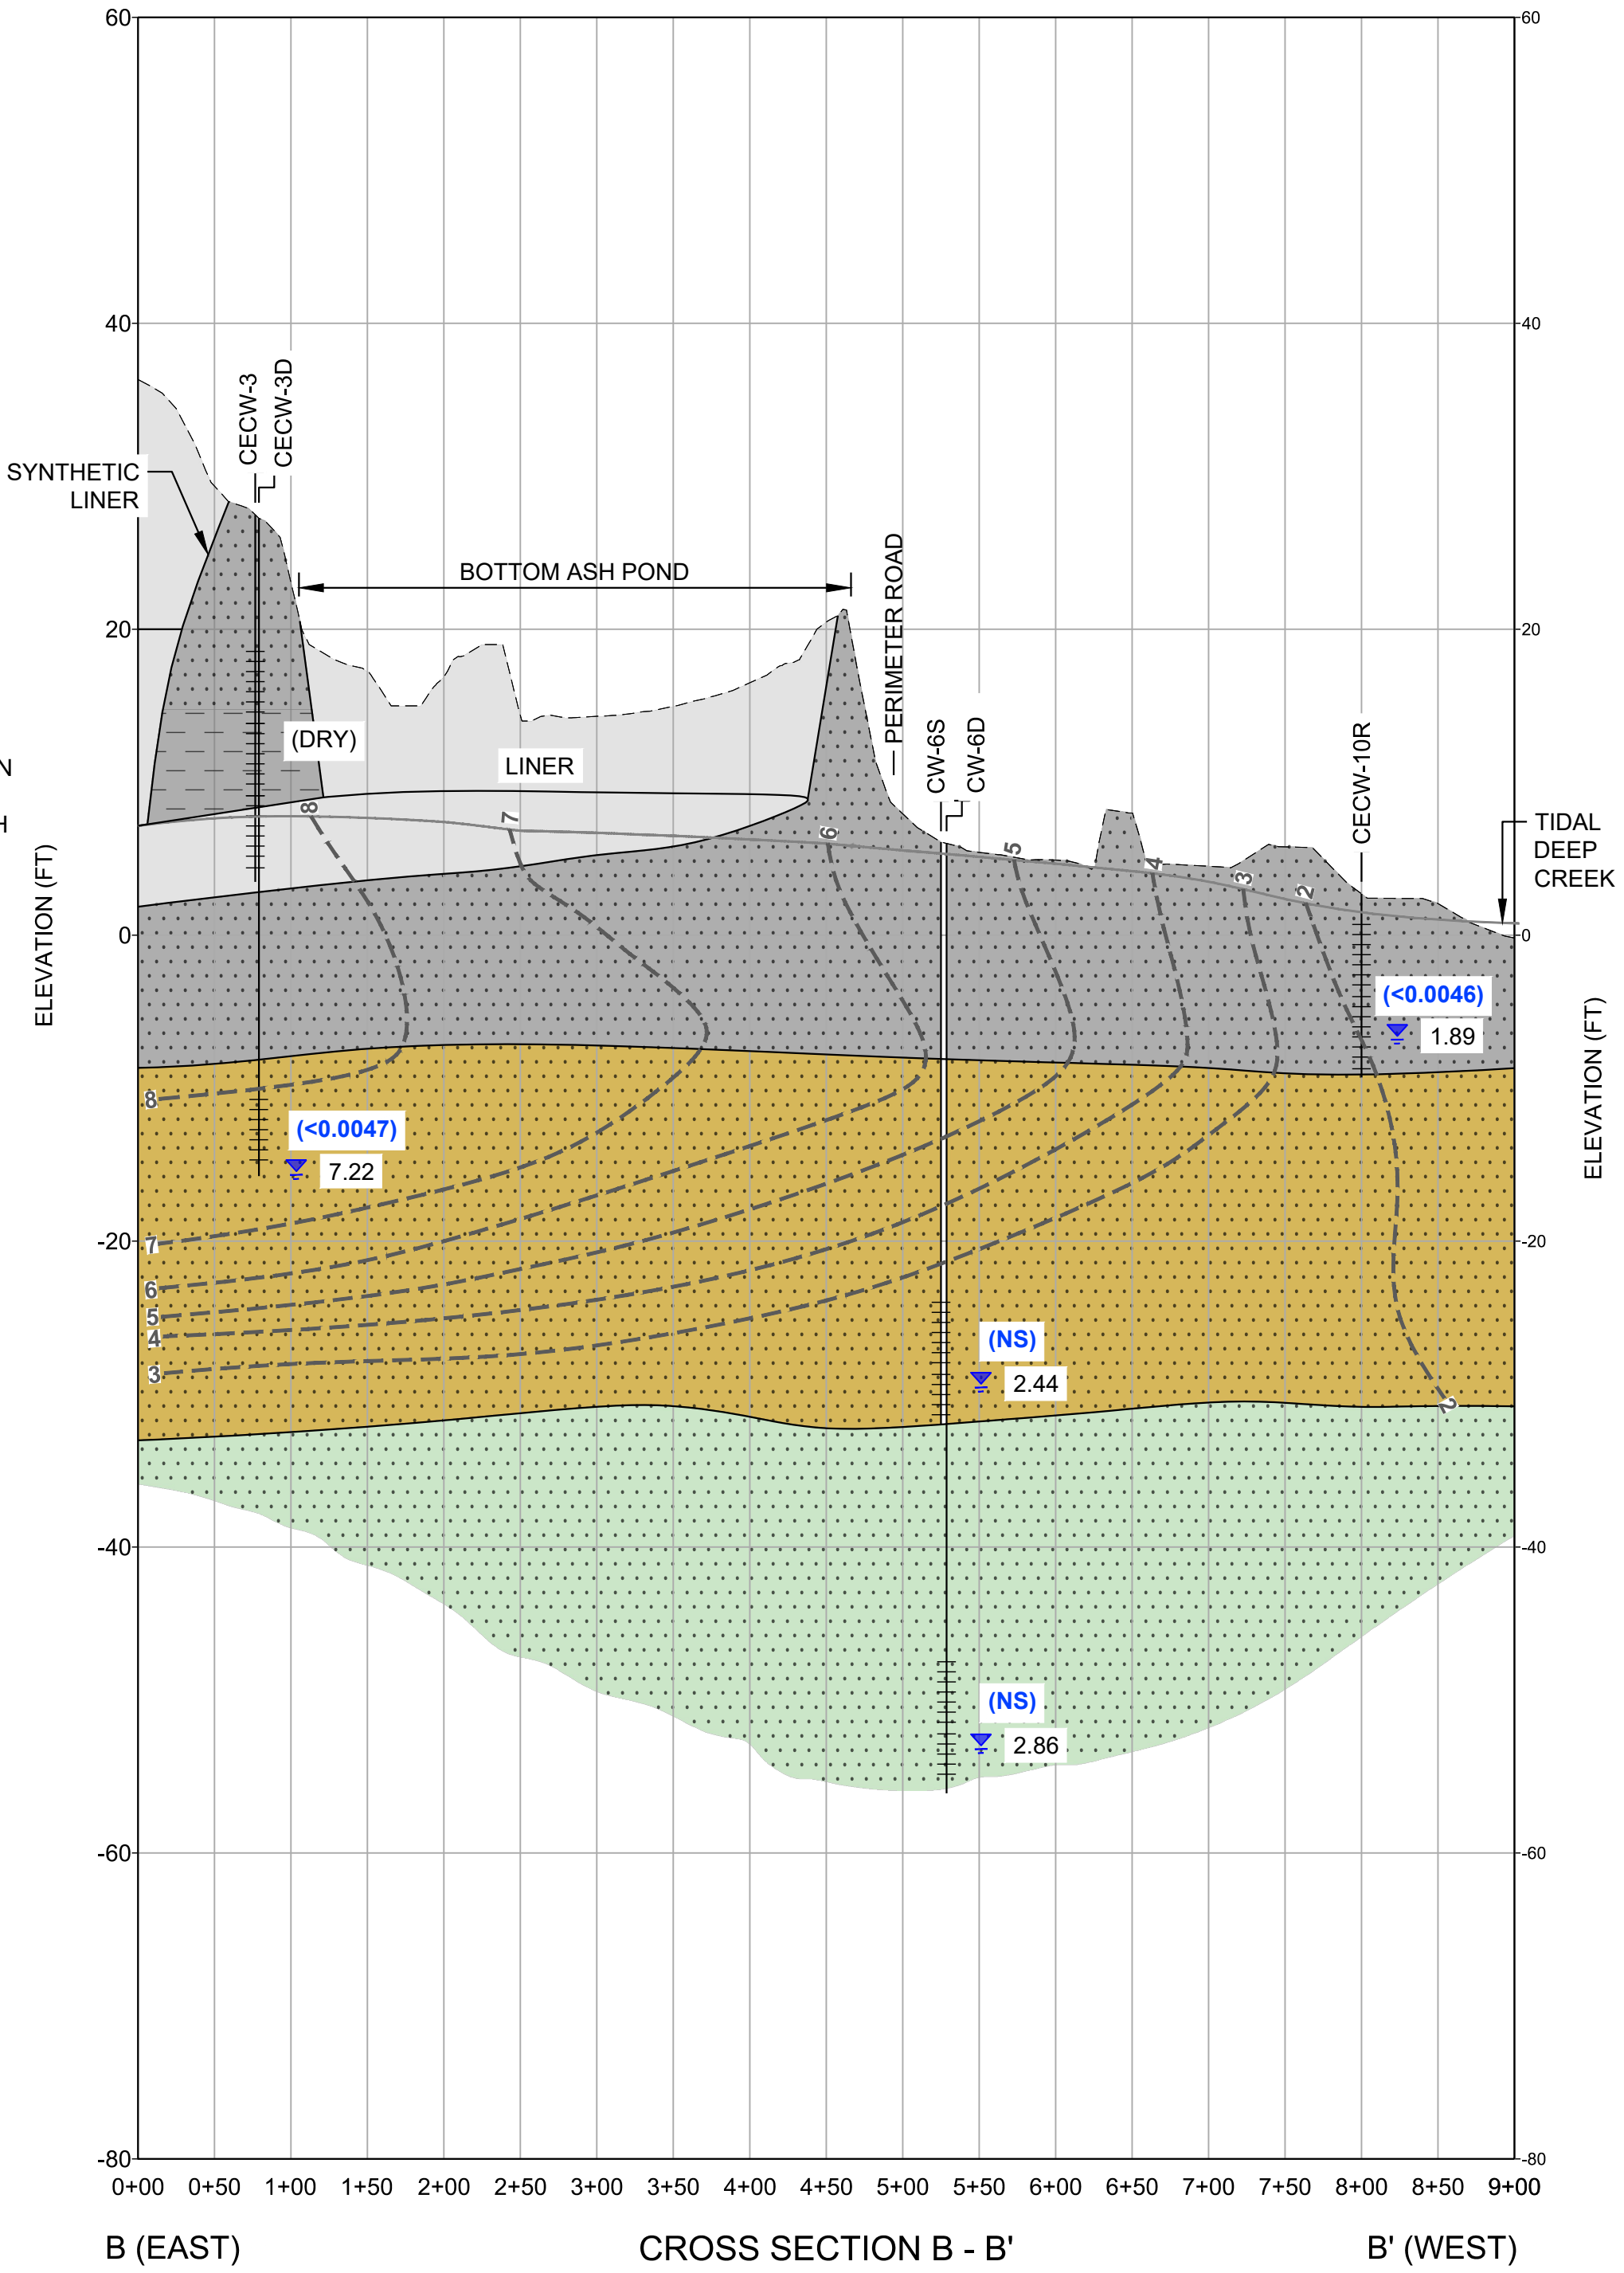 60
60
40
40
CECW-3
CECW-3D
SYNTHETIC
LINER
BOTTOM ASH POND
PERIMETER ROAD
20
20
CW-6S
CW-6D
CECW-10R
(DRY)
LINER
N
H
TIDAL
DEEP
CREEK
8
7
6
5
4
3
2
ELEVATION (FT)
0
0
(<0.0046)
1.89
ELEVATION (FT)
8
(<0.0047)
7.22
7
-20
-20
6
5
4
3
(NS)
2.44
2
-40
-40
(NS)
2.86
-60
-60
-80
-80
0+00 0+50 1+00 1+50 2+00 2+50 3+00 3+50 4+00 4+50 5+00 5+50 6+00 6+50 7+00 7+50 8+00 8+50 9+00
B (EAST) CROSS SECTION B - B' B' (WEST)